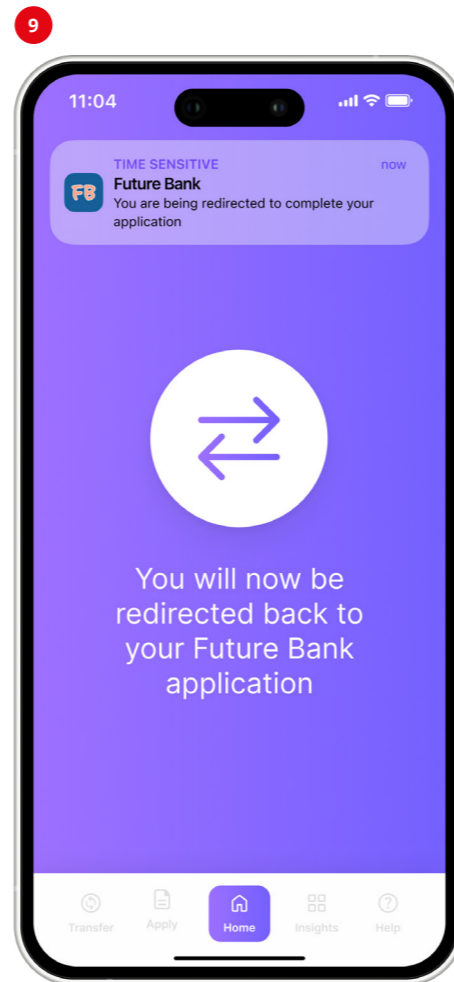 9
11:04
TIME SENSITIVE
now
FB
Future Bank
You are being redirected to complete your
application
You will now be
redirected back to
your Future Bank
application
Transfer
Apply
Home
Insights
Help